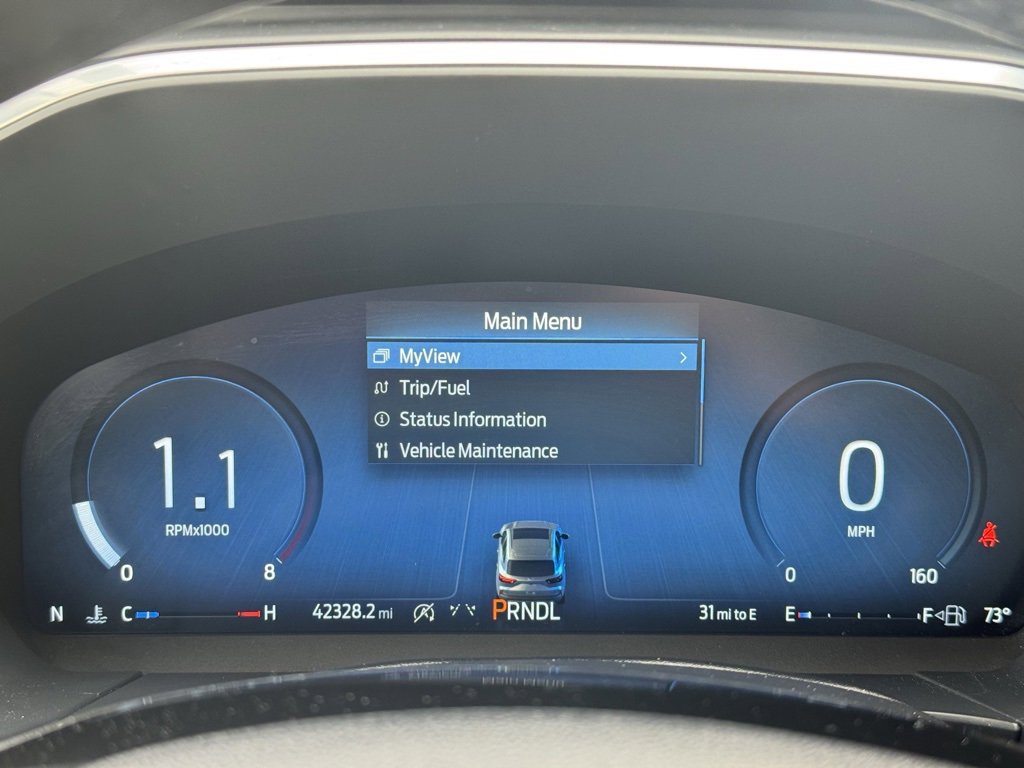 Main Menu
MyView
Trip/Fuel
Status Information
Vehicle Maintenance
1.1
RPMx1000
0 8
0
MPH
0 160
N C H 42328.2 mi PRNDL 31 mi to E E F 73°